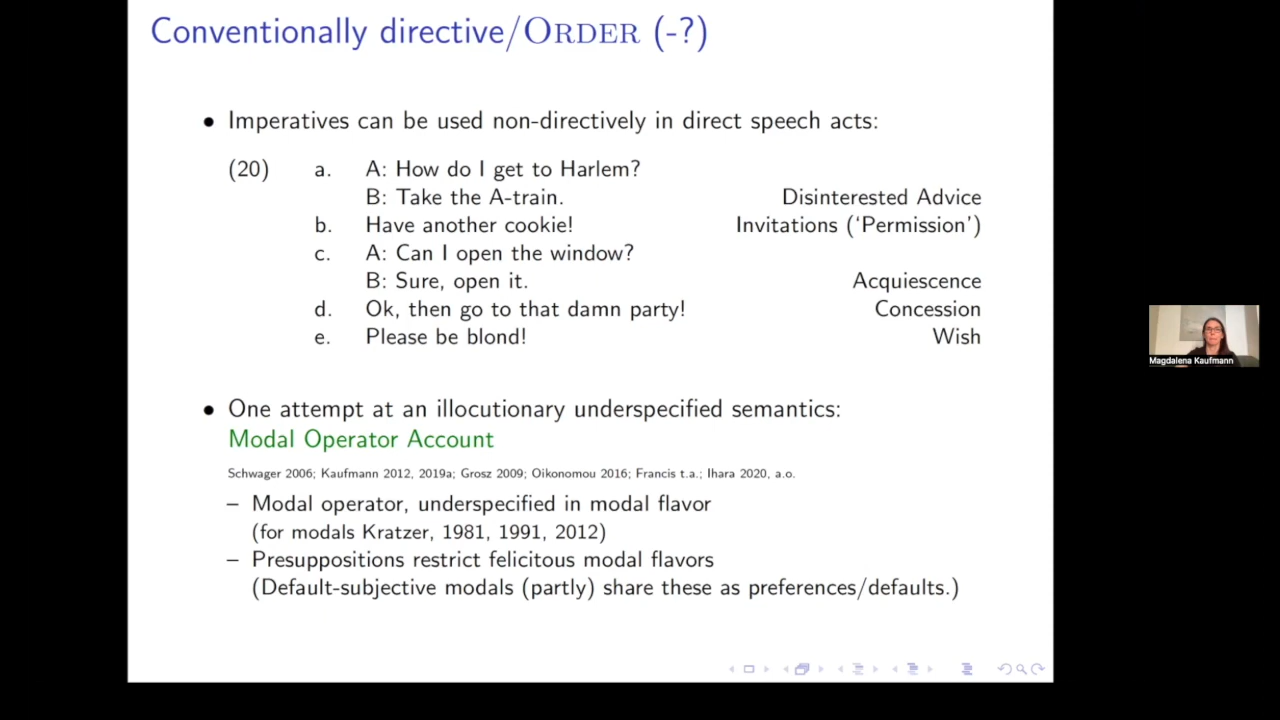 Conventionally directive/ORDER (-?)
• Imperatives can be used non-directively in direct speech acts:
(20) a. A: How do I get to Harlem?
B: Take the A-train. Disinterested Advice
b. Have another cookie! Invitations (‘Permission’)
c. A: Can I open the window?
B: Sure, open it. Acquiescence
d. Ok, then go to that damn party! Concession
e. Please be blond! Wish
• One attempt at an illocutionary underspecified semantics:
Modal Operator Account
Schwager 2006; Kaufmann 2012, 2019a; Grosz 2009; Oikonomou 2016; Francis t.a.; Ihara 2020, a.o.
– Modal operator, underspecified in modal flavor
(for modals Kratzer, 1981, 1991, 2012)
– Presuppositions restrict felicitous modal flavors
(Default-subjective modals (partly) share these as preferences/defaults.)
Magdalena Kaufmann